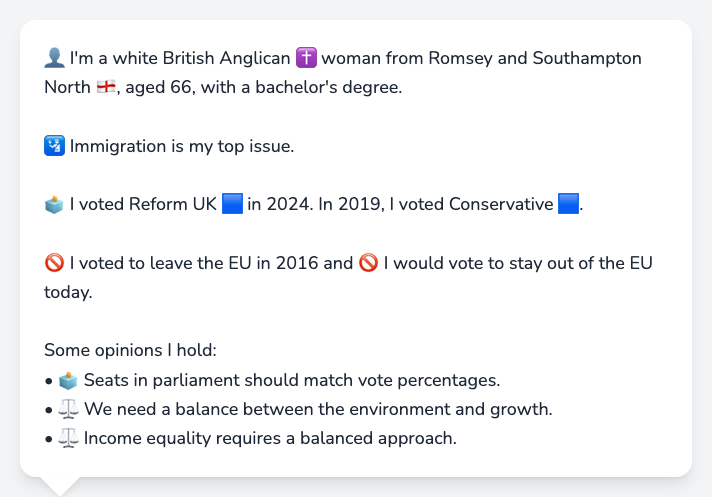 👤 I'm a white British Anglican ✝️ woman from Romsey and Southampton
North 🏴󠁧󠁢󠁥󠁮󠁧󠁿, aged 66, with a bachelor's degree.
🛂 Immigration is my top issue.
🗳️ I voted Reform UK 🟦 in 2024. In 2019, I voted Conservative 🟦.
🚫 I voted to leave the EU in 2016 and 🚫 I would vote to stay out of the EU
today.
Some opinions I hold:
• 🗳️ Seats in parliament should match vote percentages.
• ⚖️ We need a balance between the environment and growth.
• ⚖️ Income equality requires a balanced approach.